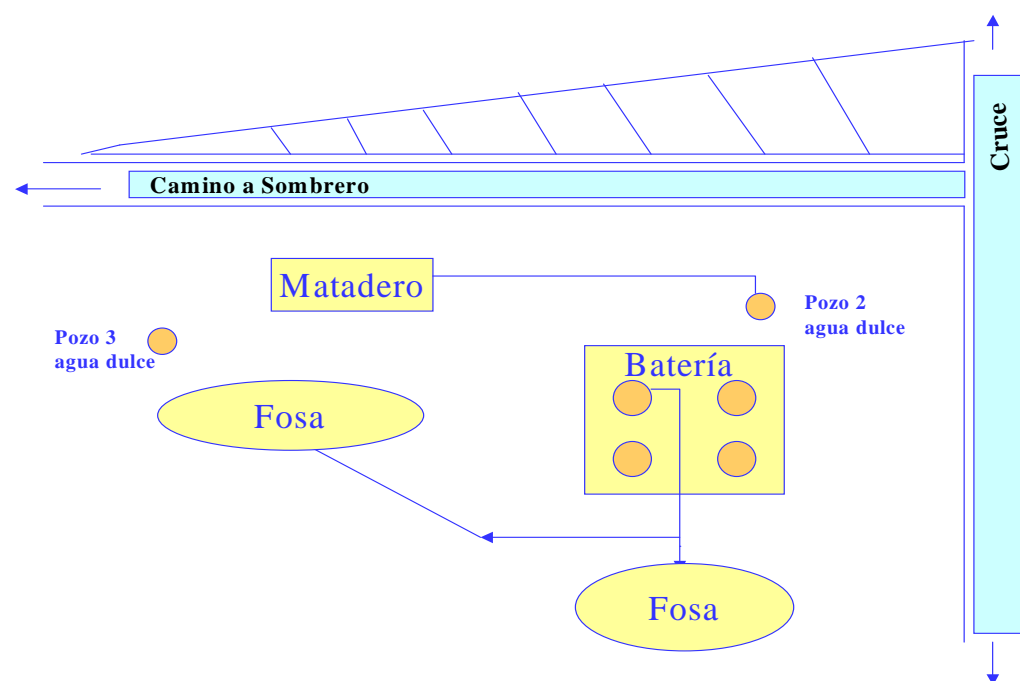 Cruce
Camino a Sombrero
Matadero
Pozo 2
agua dulce
Pozo 3
agua dulce
Batería
Fosa
Fosa